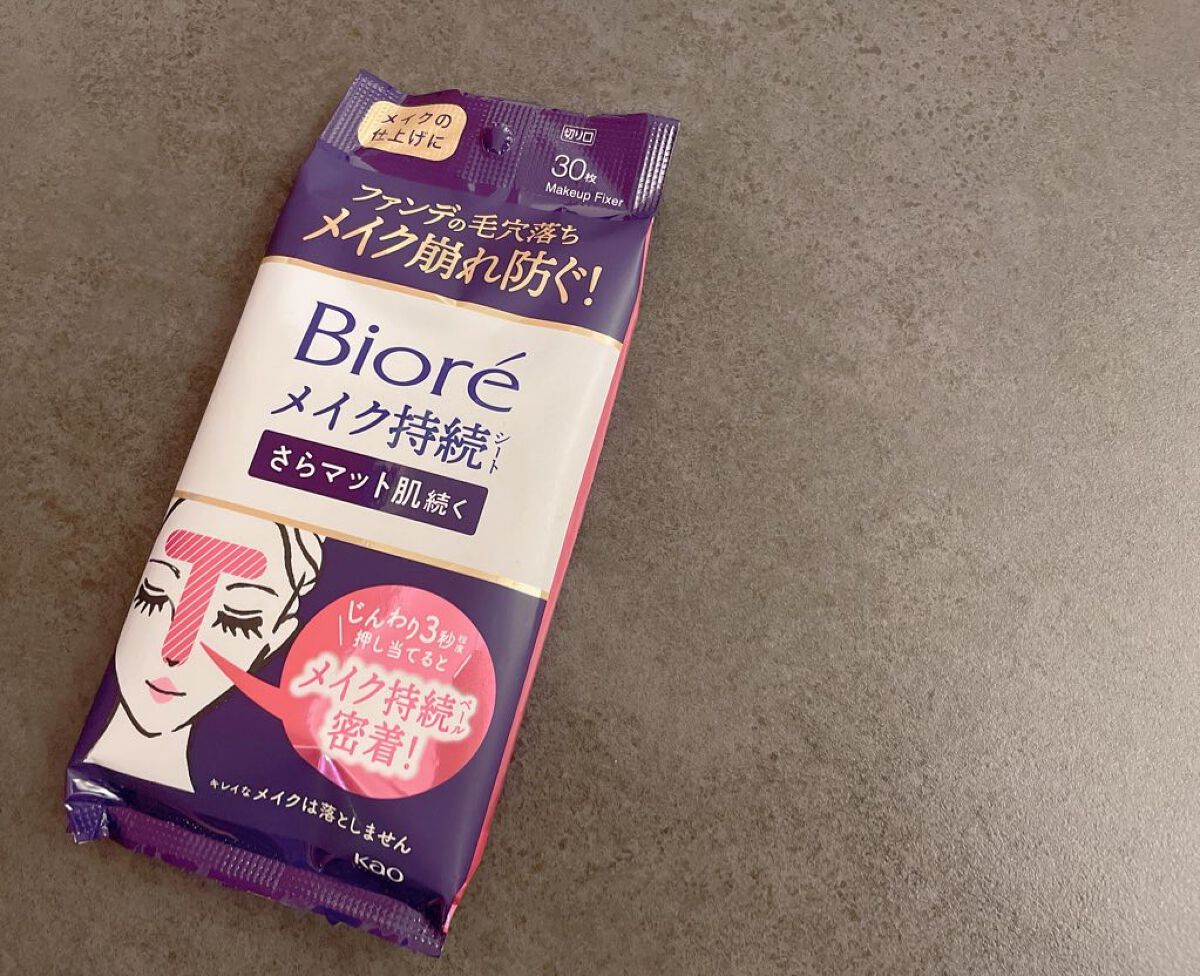 メイクの
仕上げに
切り口
30枚
Makeup Fixer
ファンデの毛穴落ち
メイク崩れ防ぐ!
Bioré
メイク持続シート
さらマット肌続く
じんわり3秒程度
押し当てると
メイク持続ベール
密着!
キレイなメイクは落としません
Kao